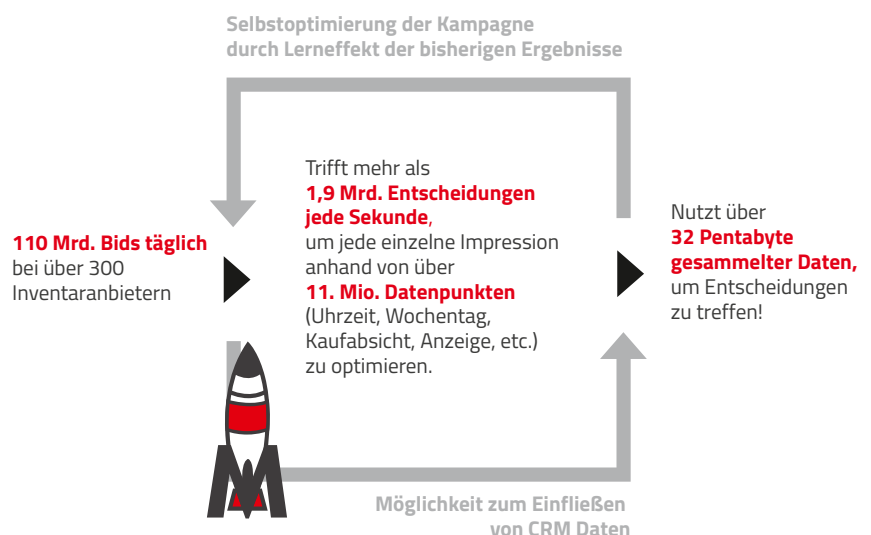 Selbstoptimierung der Kampagne
durch Lerneffekt der bisherigen Ergebnisse
110 Mrd. Bids täglich
bei über 300
Inventaranbietern
Trifft mehr als
1,9 Mrd. Entscheidungen
jede Sekunde,
um jede einzelne Impression
anhand von über
11. Mio. Datenpunkten
(Uhrzeit, Wochentag,
Kaufabsicht, Anzeige, etc.)
zu optimieren.
Nutzt über
32 Pentabyte
gesammelter Daten,
um Entscheidungen
zu treffen!
Möglichkeit zum Einfließen
von CRM Daten